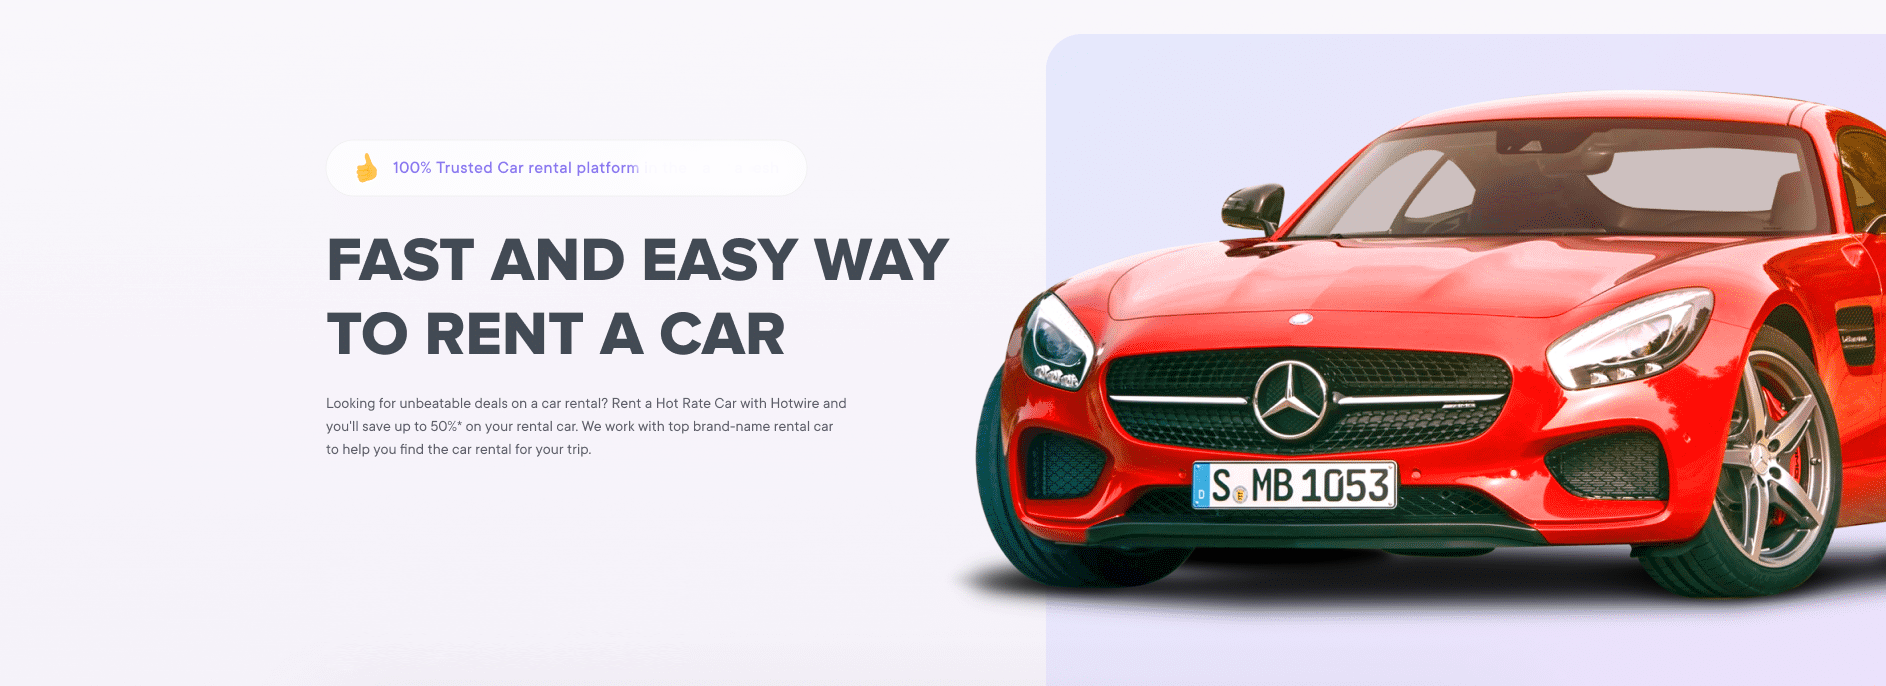 100% Trusted Car rental platform
FAST AND EASY WAY
TO RENT A CAR
Looking for unbeatable deals on a car rental? Rent a Hot Rate Car with Hotwire and
you'll save up to 50%* on your rental car. We work with top brand-name rental car
to help you find the car rental for your trip.
S MB 1053
D